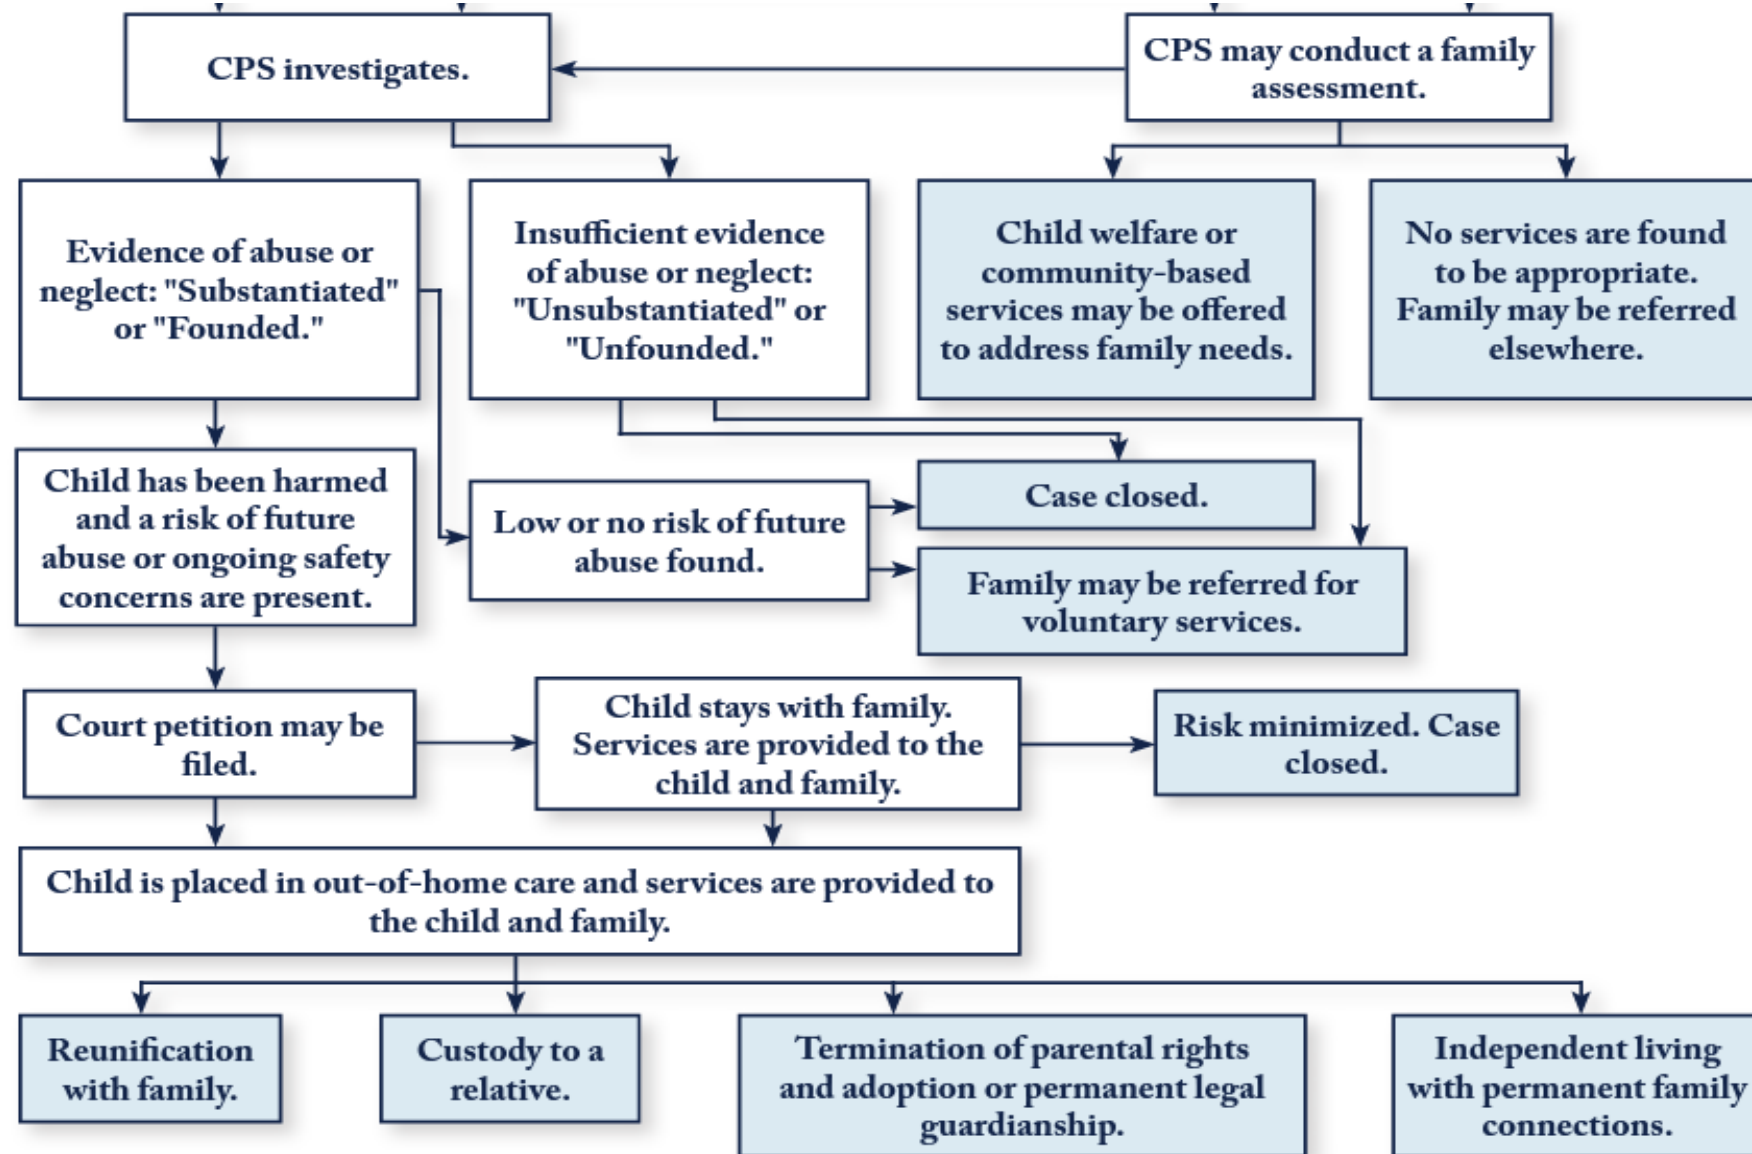 CPS investigates.
CPS may conduct a family
assessment.
Evidence of abuse or
neglect: "Substantiated"
or "Founded."
Insufficient evidence
of abuse or neglect:
"Unsubstantiated" or
"Unfounded."
Child welfare or
community-based
services may be offered
to address family needs.
No services are found
to be appropriate.
Family may be referred
elsewhere.
Child has been harmed
and a risk of future
abuse or ongoing safety
concerns are present.
Low or no risk of future
abuse found.
Case closed.
Family may be referred for
voluntary services.
Court petition may be
filed.
Child stays with family.
Services are provided to the
child and family.
Risk minimized. Case
closed.
Child is placed in out-of-home care and services are provided to
the child and family.
Reunification
with family.
Custody to a
relative.
Termination of parental rights
and adoption or permanent legal
guardianship.
Independent living
with permanent family
connections.